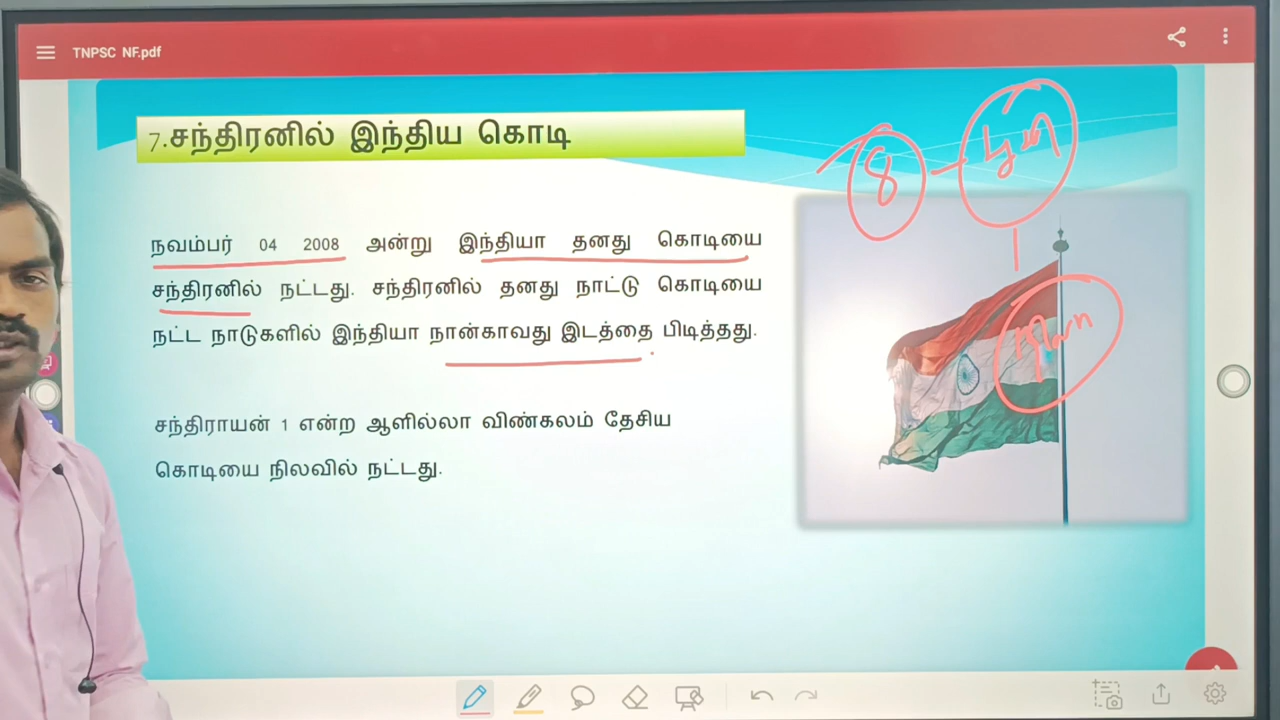 TNPSC NF.pdf
7.சந்திரனில் இந்திய கொடி
நவம்பர் 04 2008 அன்று இந்தியா தனது கொடியை
சந்திரனில் நட்டது. சந்திரனில் தனது நாட்டு கொடியை
நட்ட நாடுகளில் இந்தியா நான்காவது இடத்தை பிடித்தது.
சந்திராயன் 1 என்ற ஆளில்லா விண்கலம் தேசிய
கொடியை நிலவில் நட்டது.
8